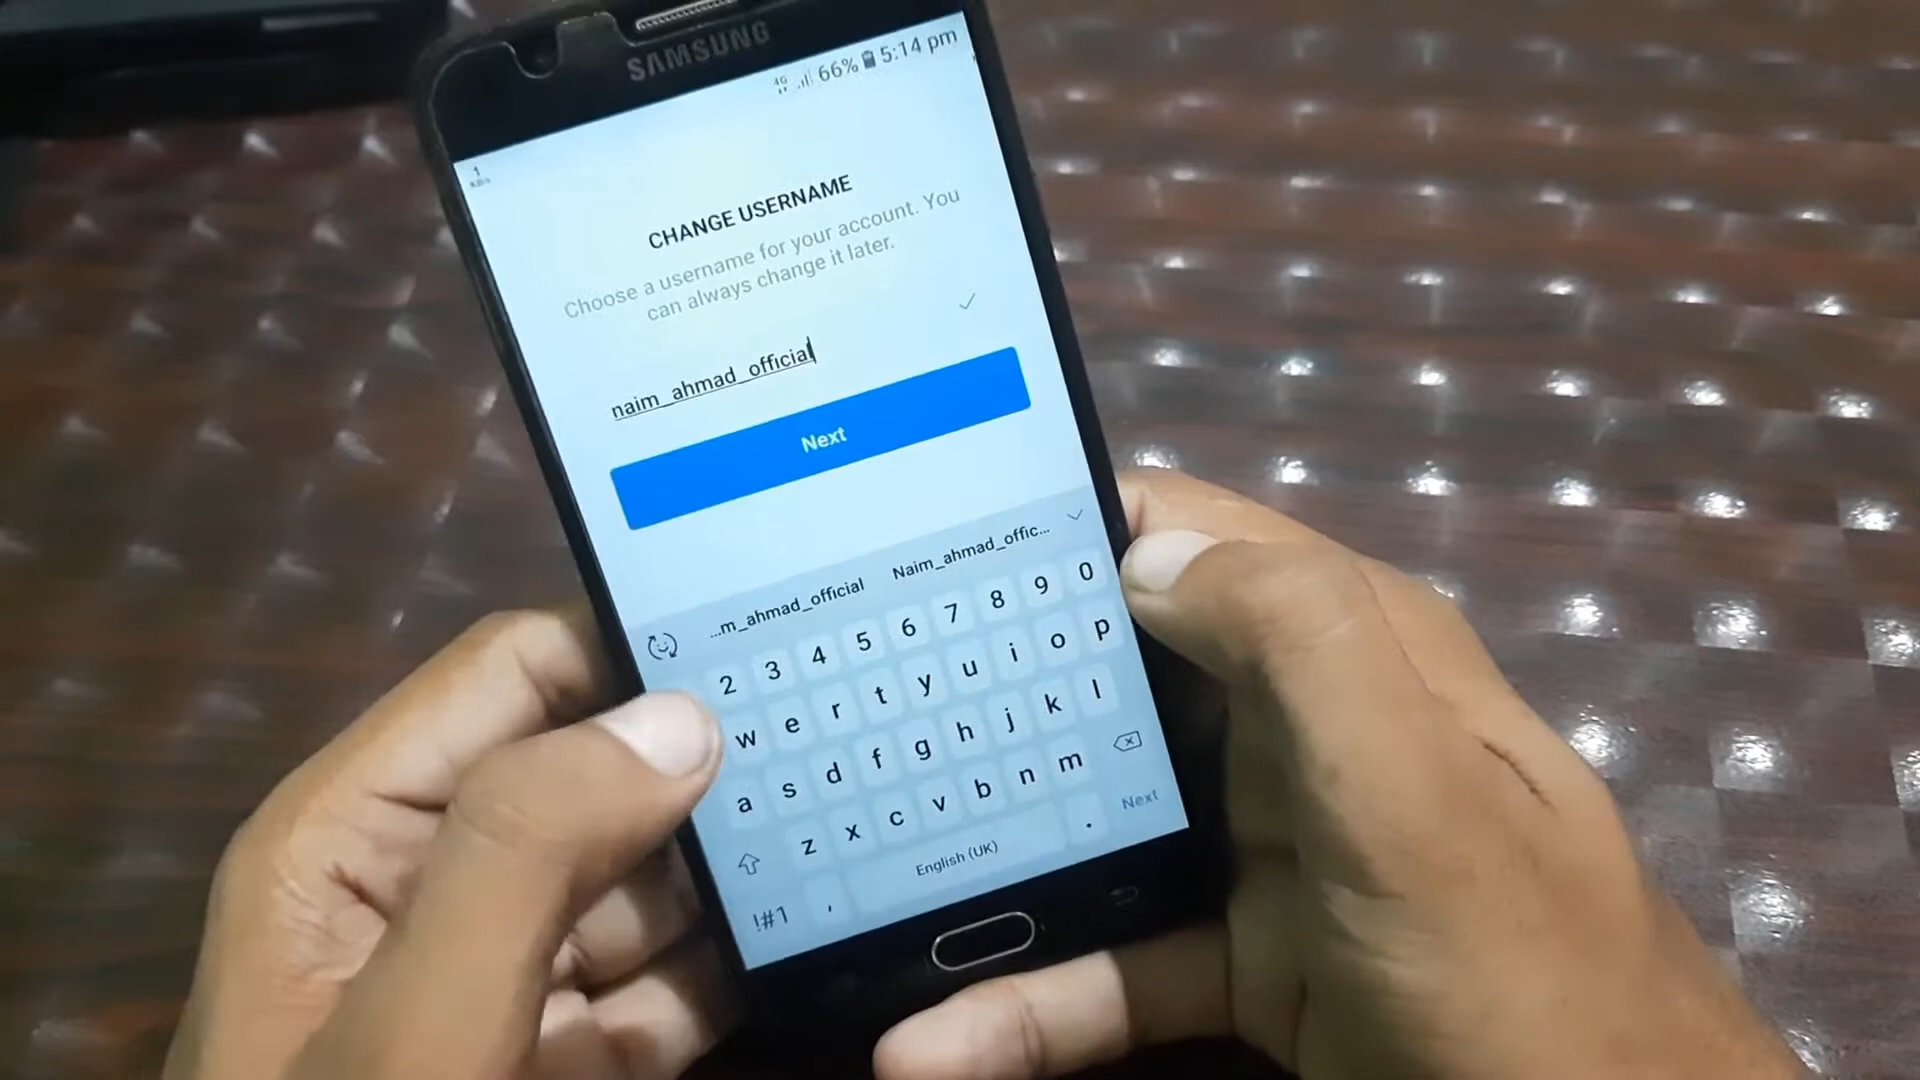 SAMSUNG
4G 66% 5:14 pm
1
CHANGE USERNAME
Choose a username for your account. You
can always change it later.
naim_ahmad_official
Next
...m_ahmad_official Naim_ahmad_offic...
2 3 4 5 6 7 8 9 0
w e r t y u i o p
a s d f g h j k l
z x c v b n m
!#1 , English (UK) . Next